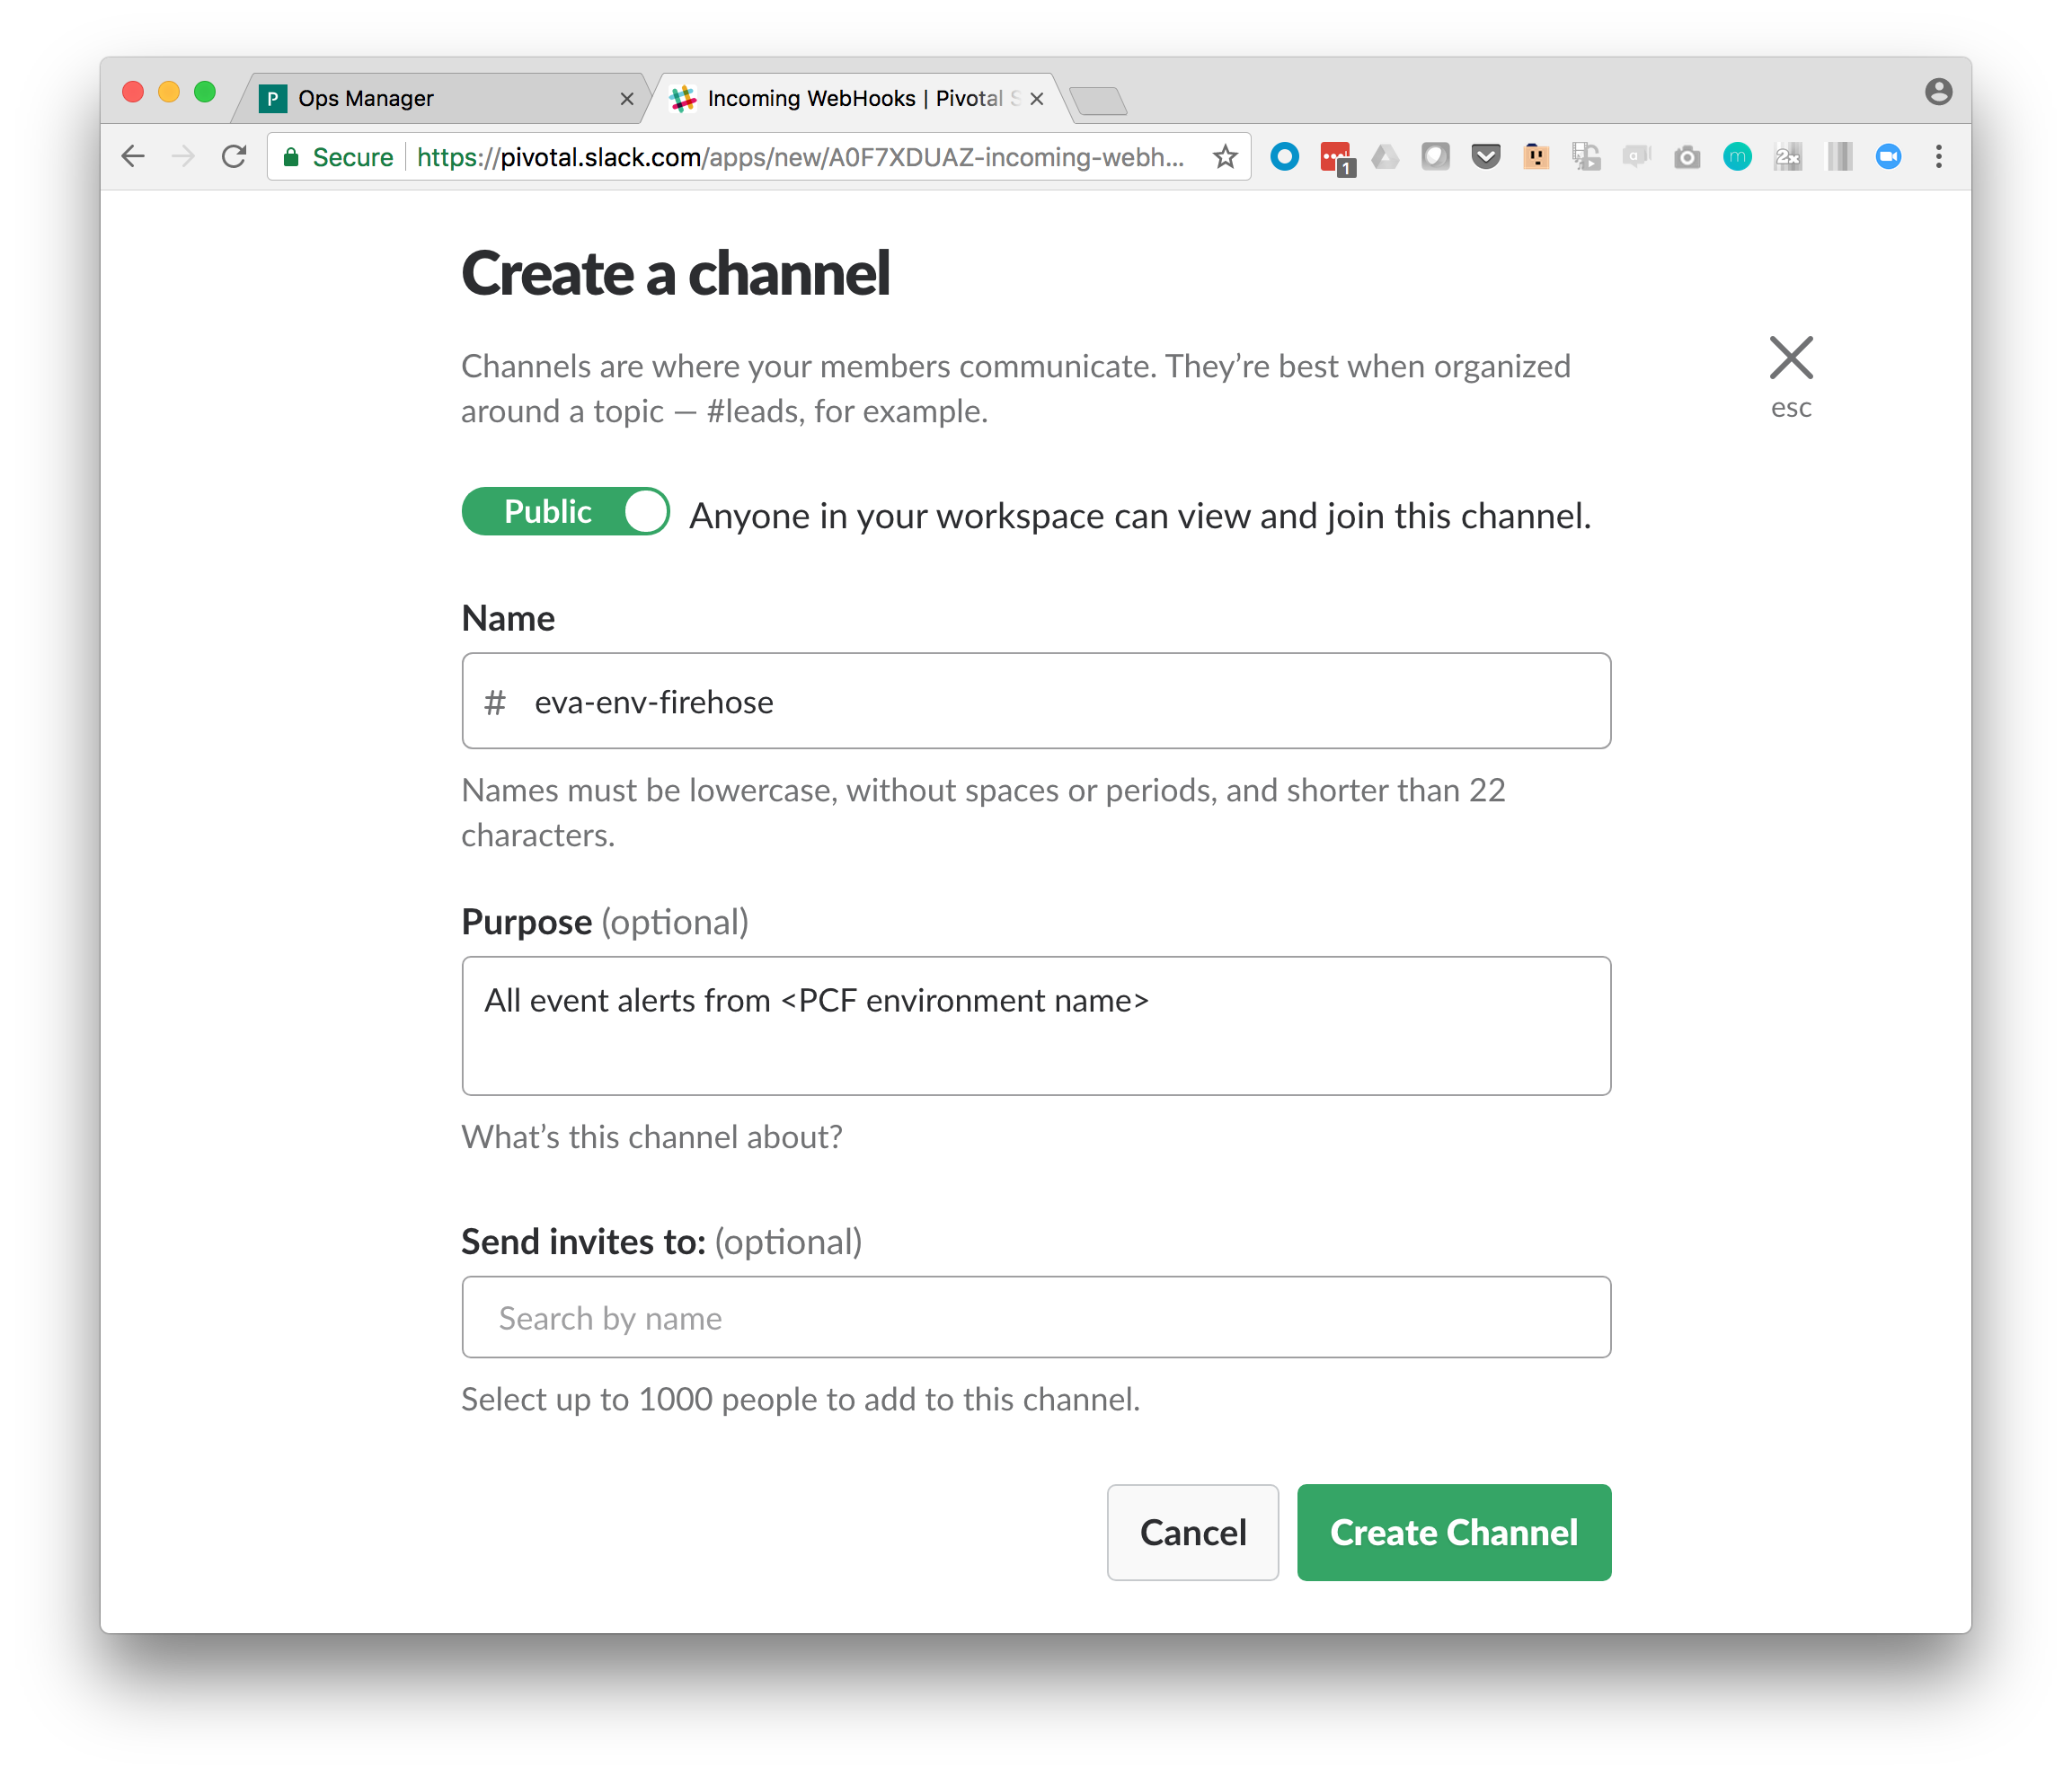 P Ops Manager
Incoming WebHooks | Pivotal S
Secure https://pivotal.slack.com/apps/new/A0F7XDUAZ-incoming-webh... 1 a m 2x
Create a channel
Channels are where your members communicate. They’re best when organized
around a topic — #leads, for example.
esc
Public Anyone in your workspace can view and join this channel.
Name
# eva-env-firehose
Names must be lowercase, without spaces or periods, and shorter than 22
characters.
Purpose (optional)
All event alerts from <PCF environment name>
What’s this channel about?
Send invites to: (optional)
Search by name
Select up to 1000 people to add to this channel.
Cancel Create Channel